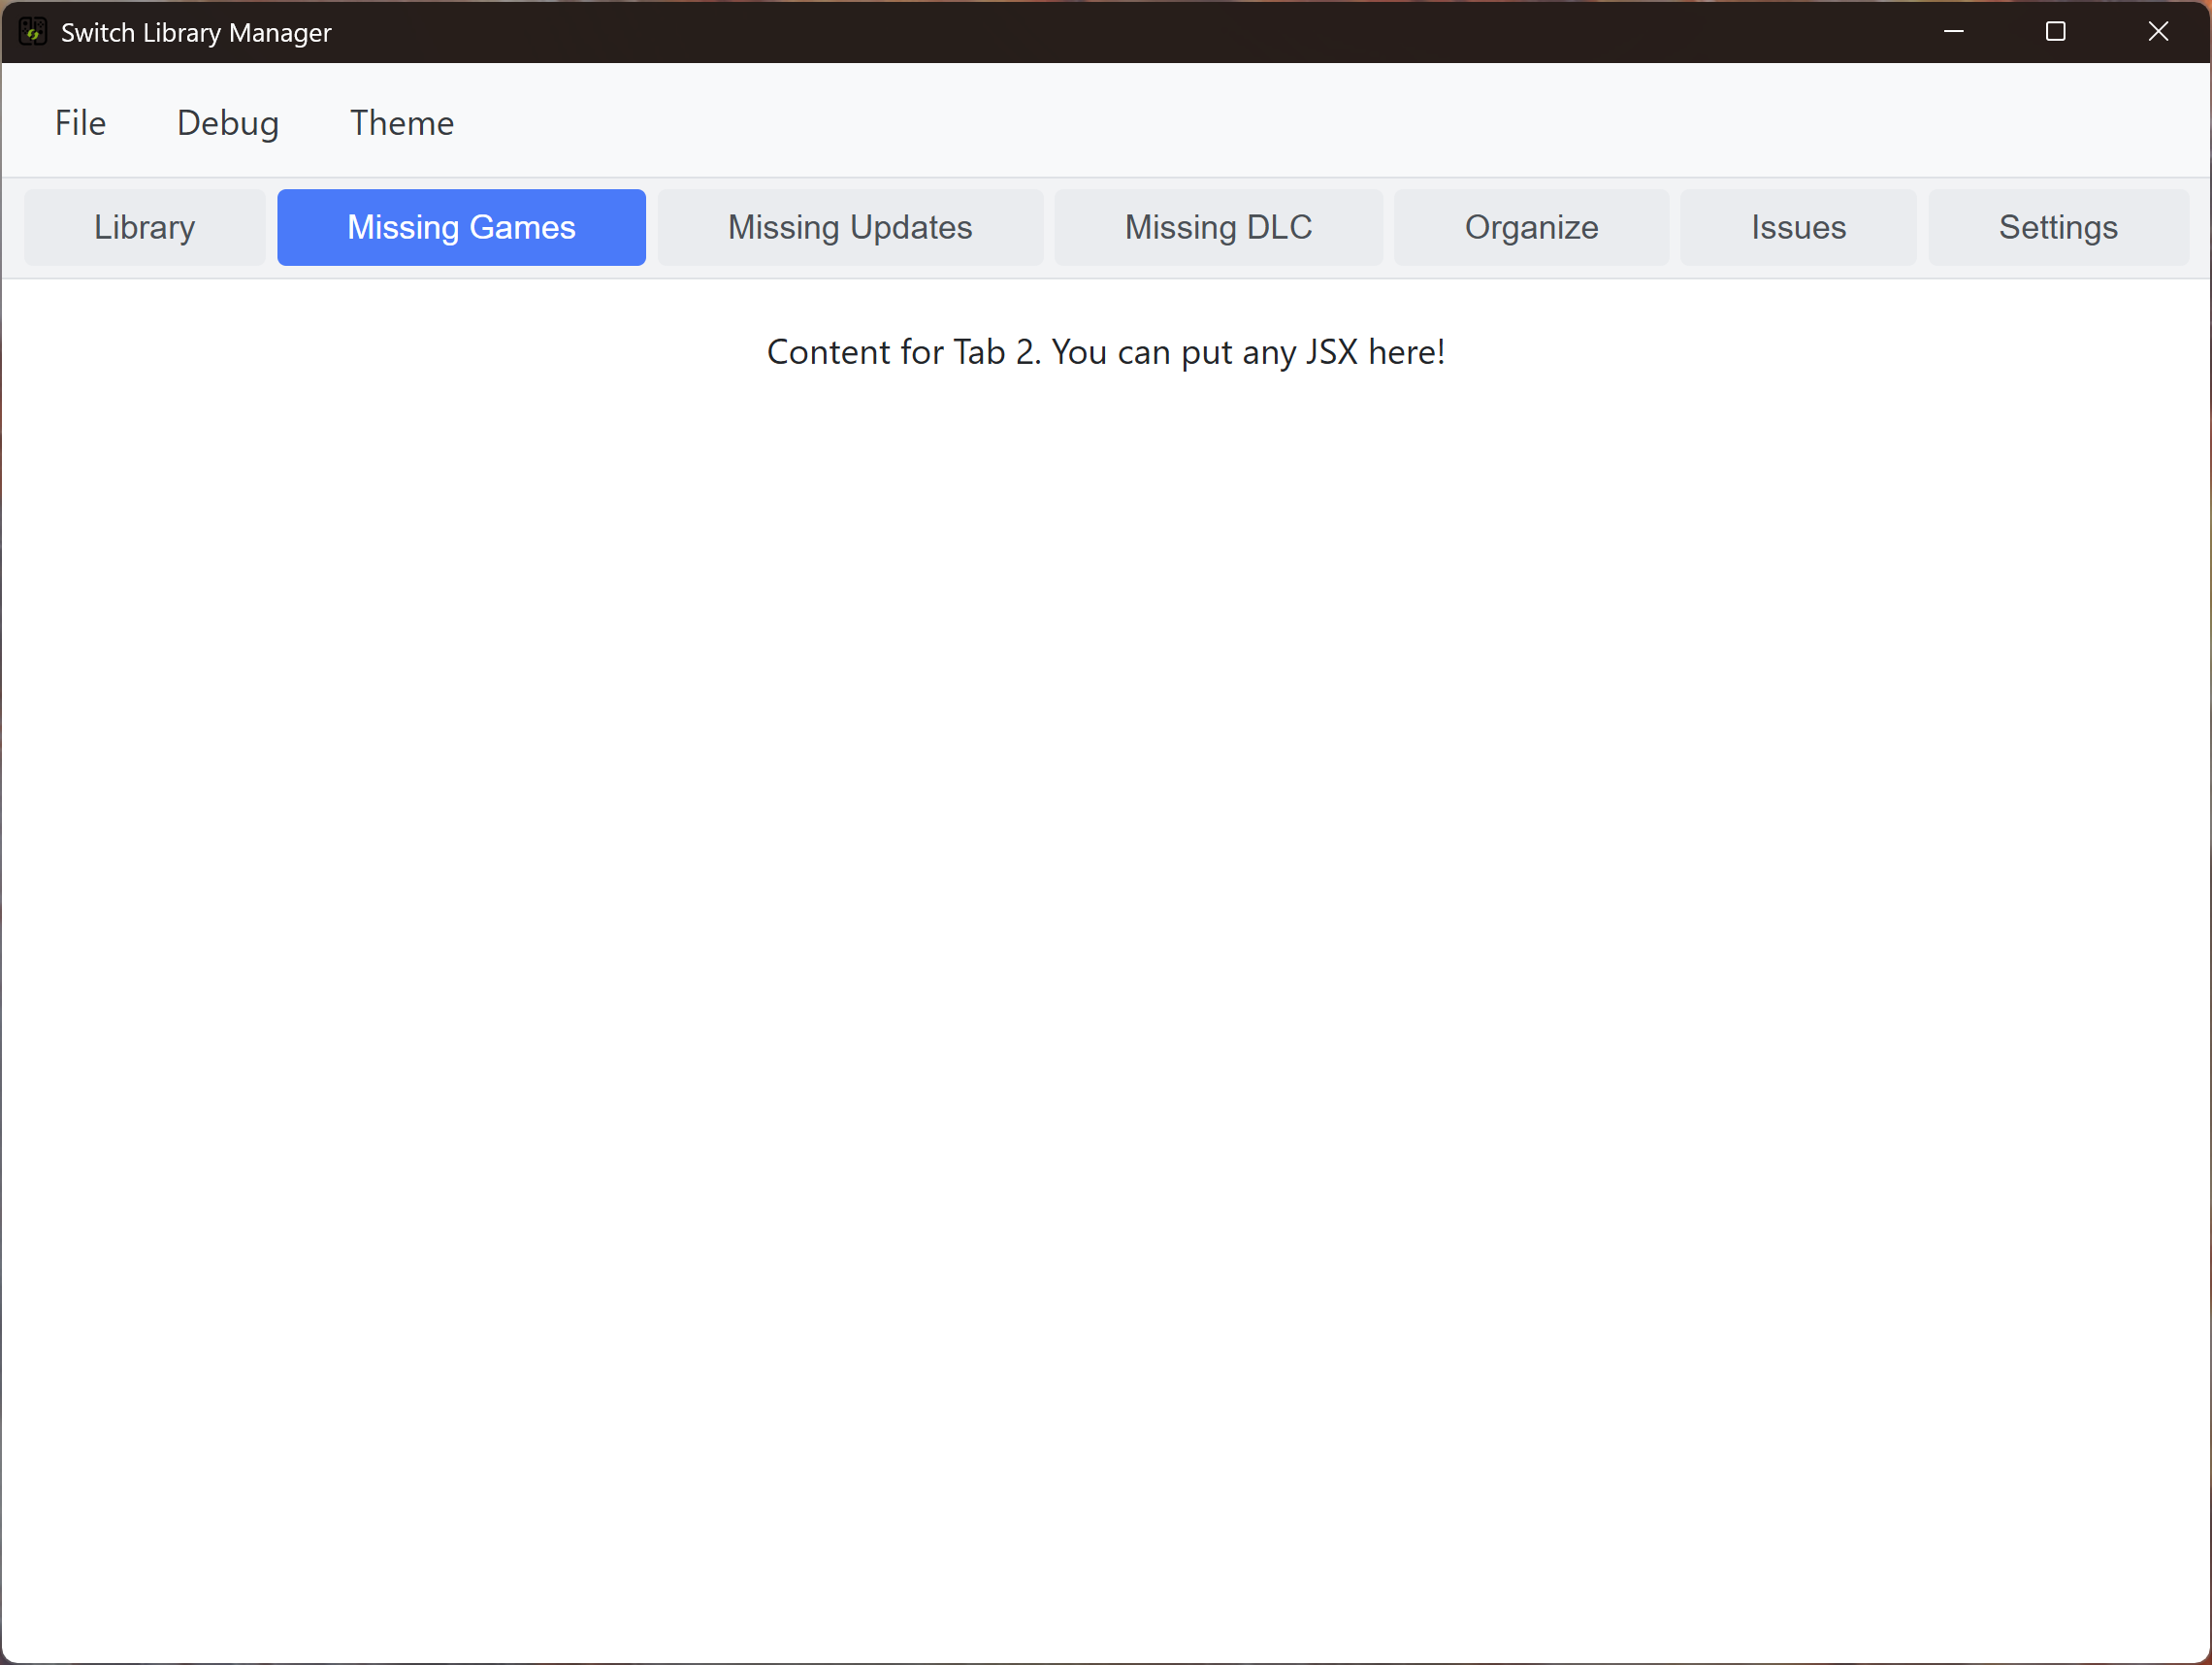 Switch Library Manager
File Debug Theme
Library Missing Games Missing Updates Missing DLC Organize Issues Settings
Content for Tab 2. You can put any JSX here!